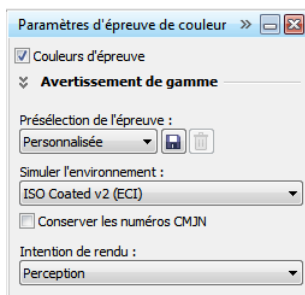 Paramètres d'épreuve de couleur
Couleurs d'épreuve
Avertissement de gamme
Présélection de l'épreuve :
Personnalisée
Simuler l'environnement :
ISO Coated v2 (ECI)
Conserver les numéros CMJN
Intention de rendu :
Perception